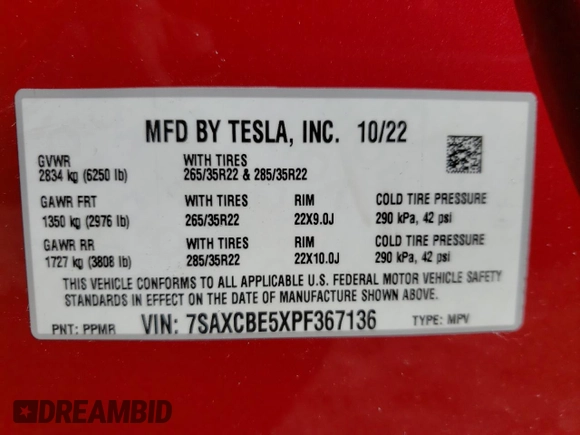 MFD BY TESLA, INC. 10/22
GVWR WITH TIRES
2834 kg (6250 lb) 265/35R22 & 285/35R22
GAWR FRT WITH TIRES RIM COLD TIRE PRESSURE
1350 kg (2976 lb) 265/35R22 22X9.0J 290 kPa, 42 psi
GAWR RR WITH TIRES RIM COLD TIRE PRESSURE
1727 kg (3808 lb) 285/35R22 22X10.0J 290 kPa, 42 psi
THIS VEHICLE CONFORMS TO ALL APPLICABLE U.S. FEDERAL MOTOR VEHICLE SAFETY
STANDARDS IN EFFECT ON THE DATE OF MANUFACTURE SHOWN ABOVE.
PNT: PPMR VIN: 7SAXCBE5XPF367136 TYPE: MPV
DREAMBID